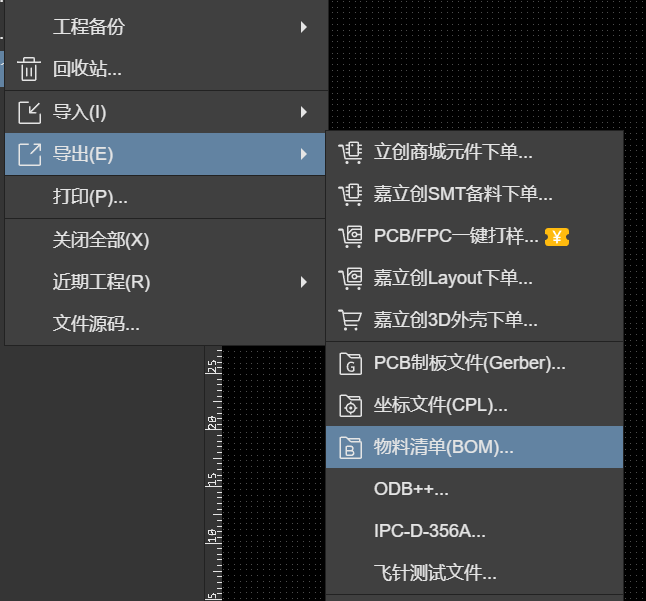 工程备份
回收站...
导入(I)
导出(E)
打印(P)...
关闭全部(X)
近期工程(R)
文件源码...
立创商城元件下单...
嘉立创SMT备料下单...
PCB/FPC一键打样... ¥
嘉立创Layout下单...
嘉立创3D外壳下单...
PCB制板文件(Gerber)...
坐标文件(CPL)...
物料清单(BOM)...
ODB++...
IPC-D-356A...
飞针测试文件...
25
20
15
10
5